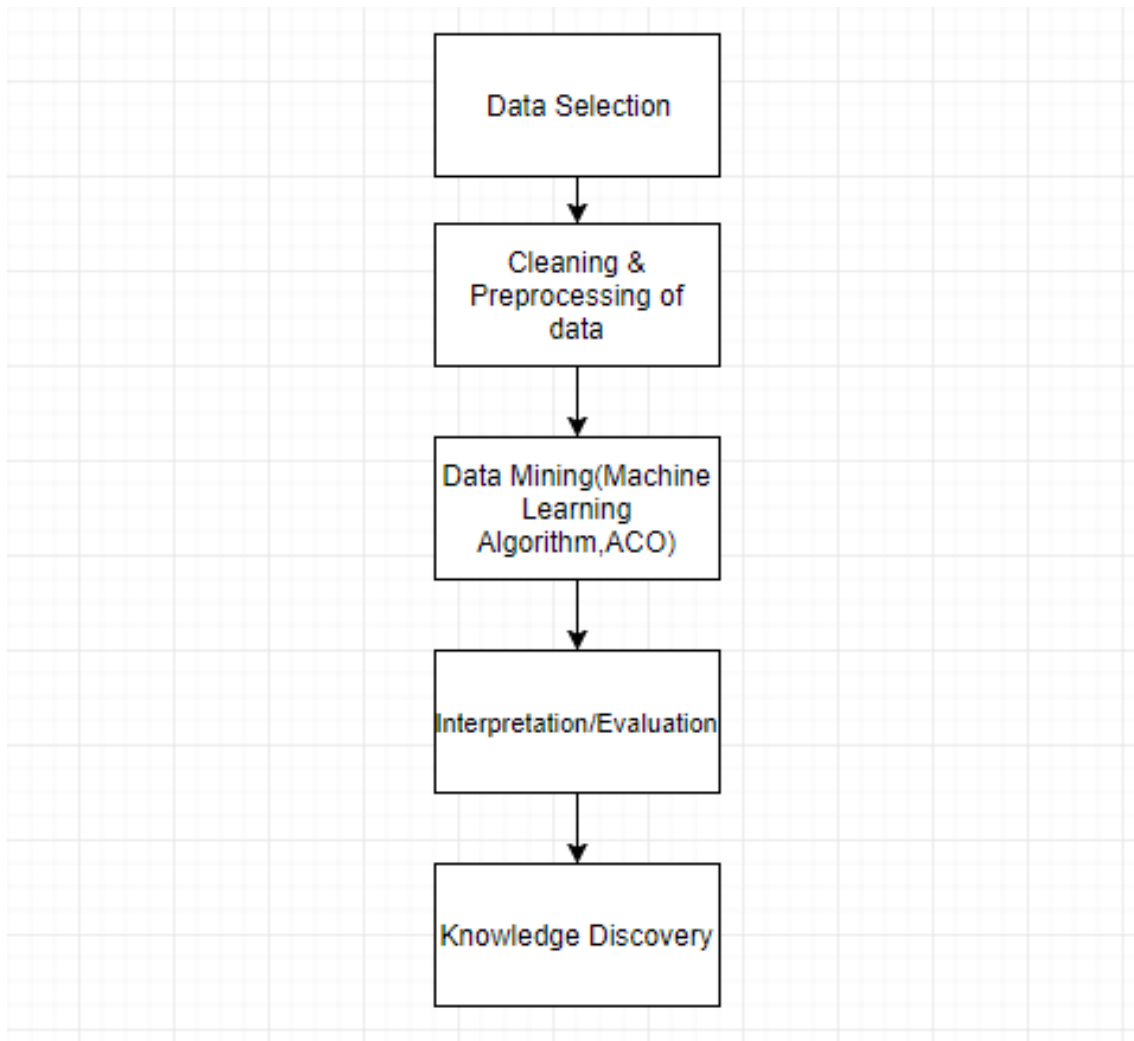 Data Selection
Cleaning &
Preprocessing of
data
Data Mining(Machine
Learning
Algorithm,ACO)
Interpretation/Evaluation
Knowledge Discovery